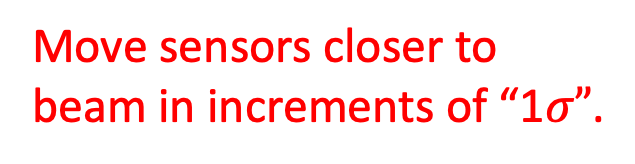 Move sensors closer to
beam in increments of “1σ”.